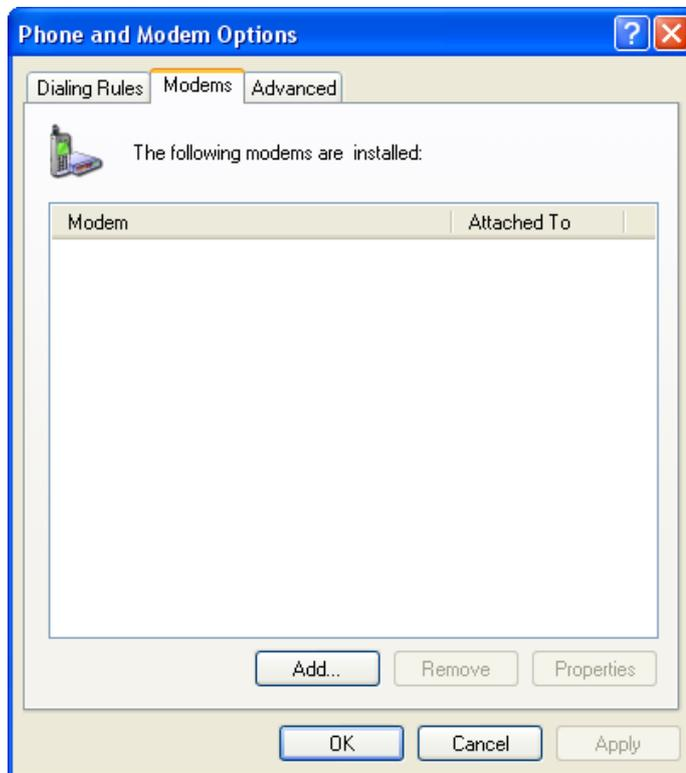 Phone and Modem Options
Dialing Rules Modems Advanced
The following modems are installed:
Modem Attached To
Add... Remove Properties
OK Cancel Apply